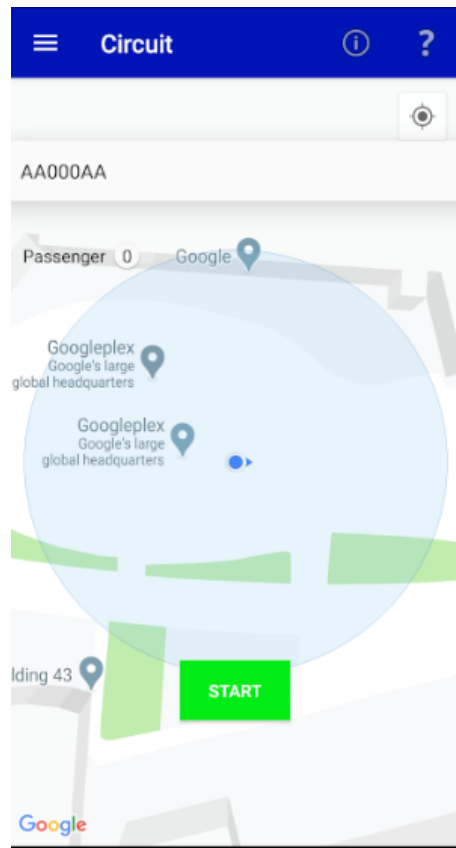 Circuit
?
AA000AA
Passenger 0
Google
Googleplex
Google's large
global headquarters
Googleplex
Google's large
global headquarters
lding 43
START
Google